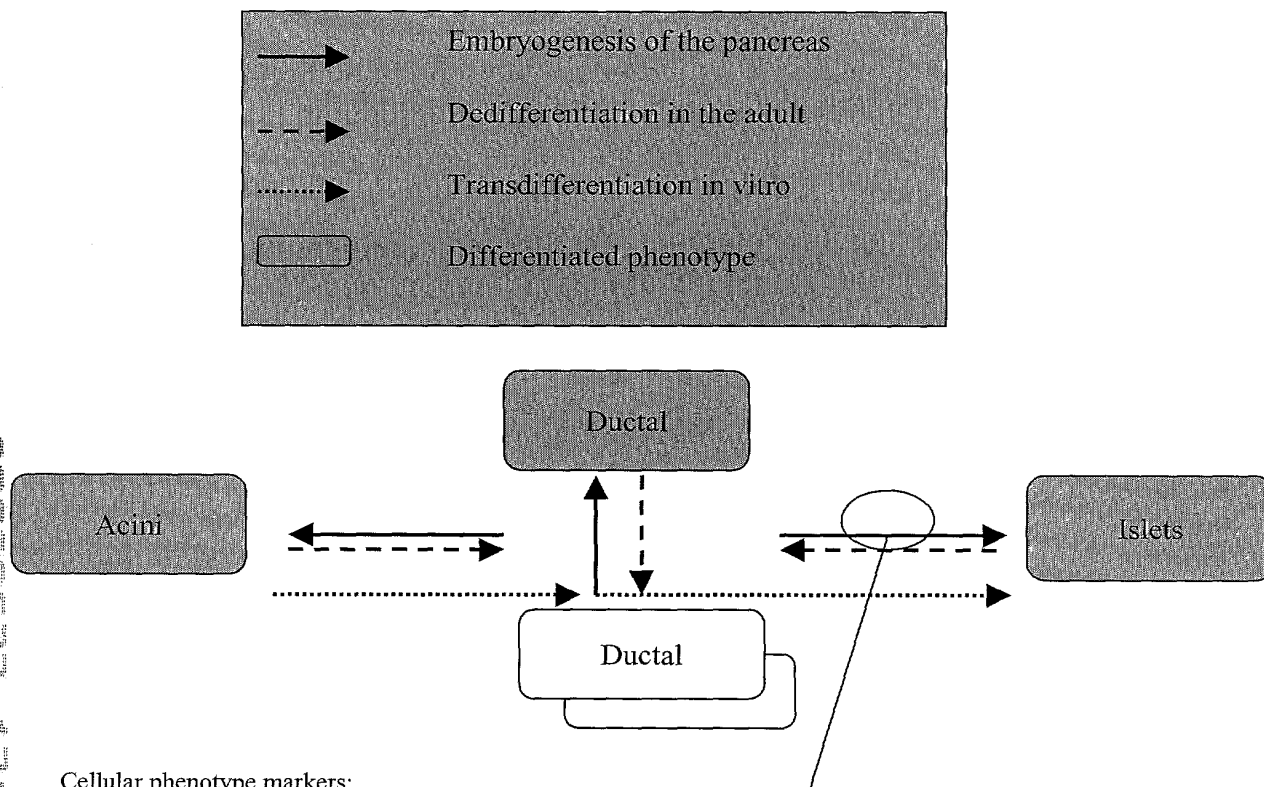 Embryogenesis of the pancreas
Dedifferentiation in the adult
Transdifferentiation in vitro
Differentiated phenotype
Ductal
Acini
Islets
Ductal
Cellular phenotype markers: